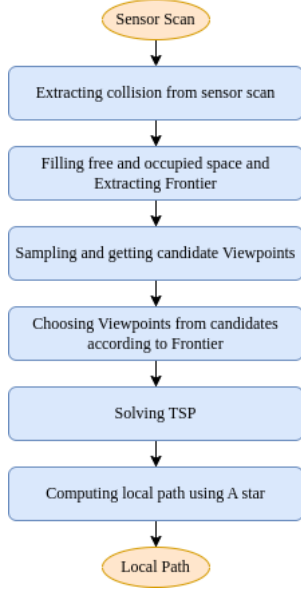 Sensor Scan
Extracting collision from sensor scan
Filling free and occupied space and
Extracting Frontier
Sampling and getting candidate Viewpoints
Choosing Viewpoints from candidates
according to Frontier
Solving TSP
Computing local path using A star
Local Path